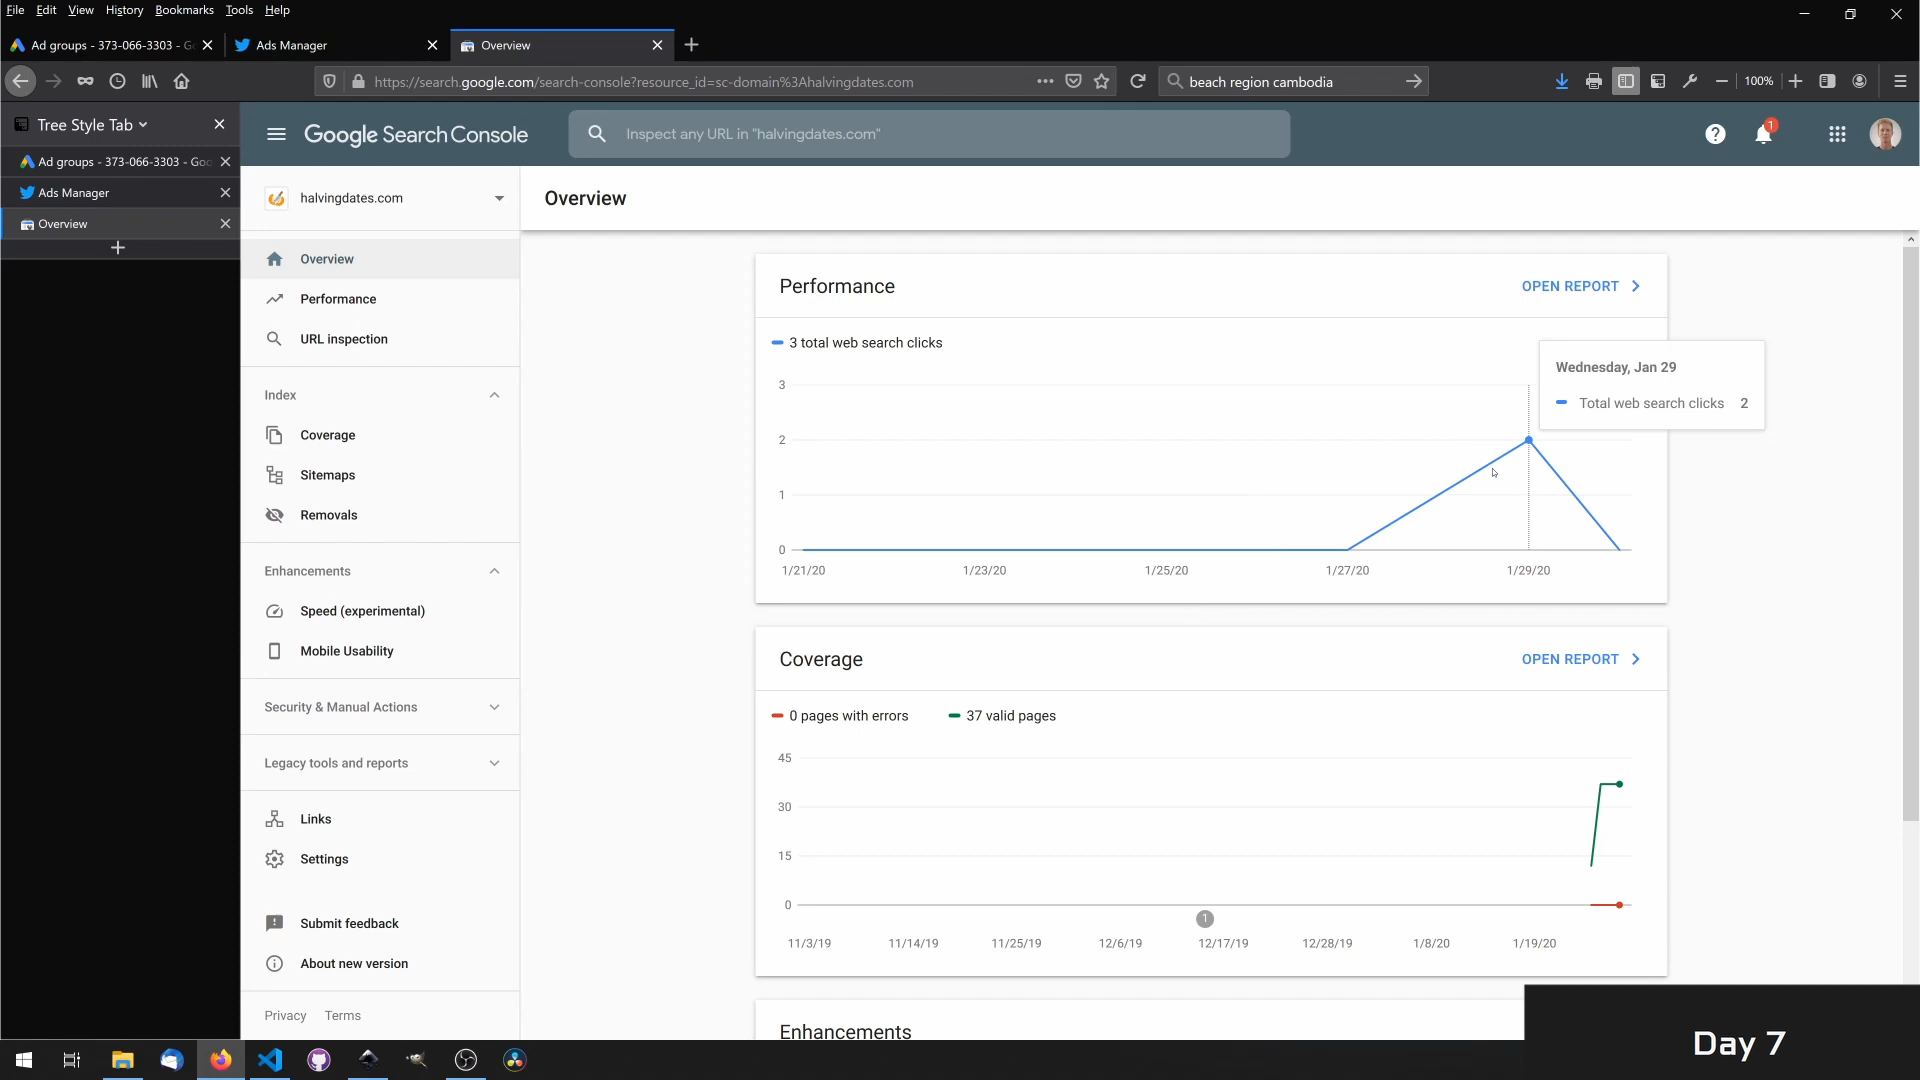 File Edit View History Bookmarks Tools Help
Ad groups - 373-066-3303 - Go
Ads Manager
Overview
https://search.google.com/search-console?resource_id=sc-domain%3Ahalvingdates.com
beach region cambodia
100%
Tree Style Tab
Ad groups - 373-066-3303 - Goo
Ads Manager
Overview
Google Search Console
Inspect any URL in "halvingdates.com"
1
halvingdates.com
Overview
Overview
Performance
URL inspection
Index
Coverage
Sitemaps
Removals
Enhancements
Speed (experimental)
Mobile Usability
Security & Manual Actions
Legacy tools and reports
Links
Settings
Submit feedback
About new version
Privacy Terms
Performance
OPEN REPORT
3 total web search clicks
Wednesday, Jan 29
Total web search clicks 2
3
2
1
0
1/21/20 1/23/20 1/25/20 1/27/20 1/29/20
Coverage
OPEN REPORT
0 pages with errors 37 valid pages
45
30
15
0
1
11/3/19 11/14/19 11/25/19 12/6/19 12/17/19 12/28/19 1/8/20 1/19/20
Enhancements
Day 7